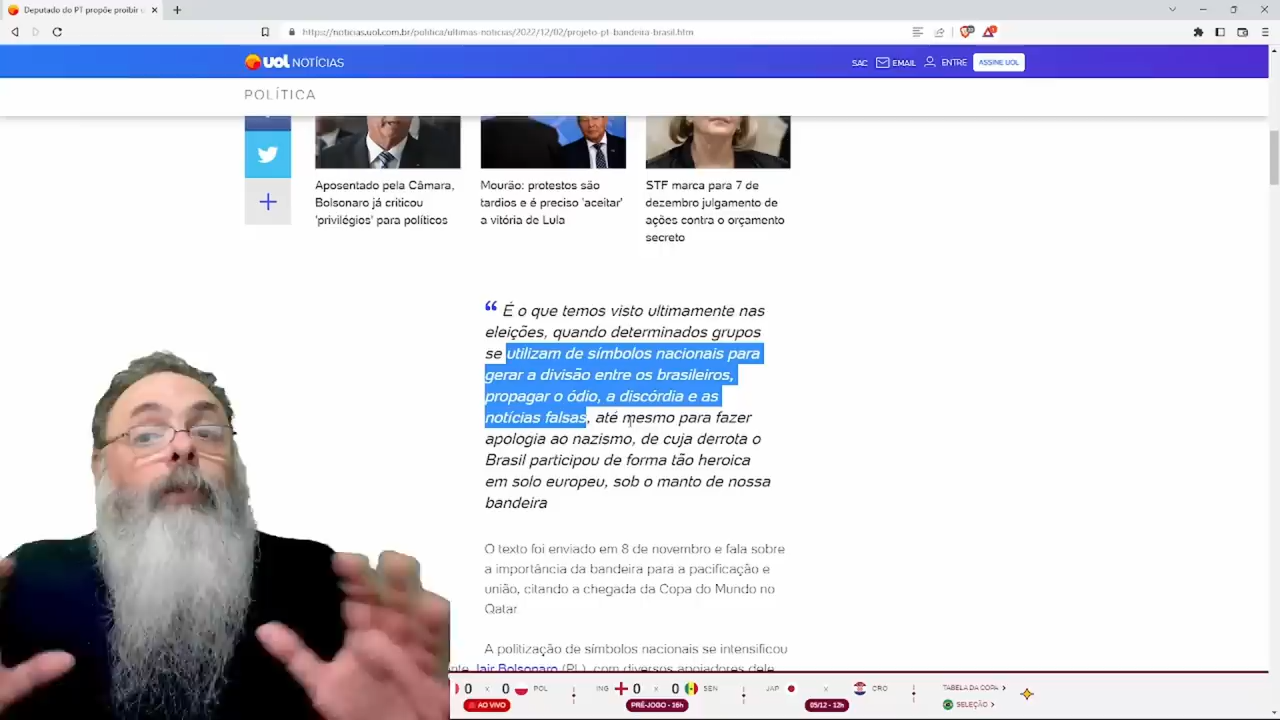 Deputado do PT propõe proibir u
https://noticias.uol.com.br/politica/ultimas-noticias/2022/12/02/projeto-pt-bandeira-brasil.htm
uol NOTÍCIAS
SAC EMAIL ENTRE ASSINE UOL
POLÍTICA
Aposentado pela Câmara,
Bolsonaro já criticou
'privilégios' para políticos
Mourão: protestos são
tardios e é preciso 'aceitar'
a vitória de Lula
STF marca para 7 de
dezembro julgamento de
ações contra o orçamento
secreto
“ É o que temos visto ultimamente nas
eleições, quando determinados grupos
se utilizam de símbolos nacionais para
gerar a divisão entre os brasileiros,
propagar o ódio, a discórdia e as
notícias falsas, até mesmo para fazer
apologia ao nazismo, de cuja derrota o
Brasil participou de forma tão heroica
em solo europeu, sob o manto de nossa
bandeira
O texto foi enviado em 8 de novembro e fala sobre
a importância da bandeira para a pacificação e
união, citando a chegada da Copa do Mundo no
Qatar
A politização de símbolos nacionais se intensificou
nte Jair Bolsonaro (PL), com diversos apoiadores dele
0 x 0 POL
AO VIVO
ING 0 x 0 SEN
PRÉ-JOGO - 16h
JAP x CRO
05/12 - 12h
TABELA DA COPA
SELEÇÃO